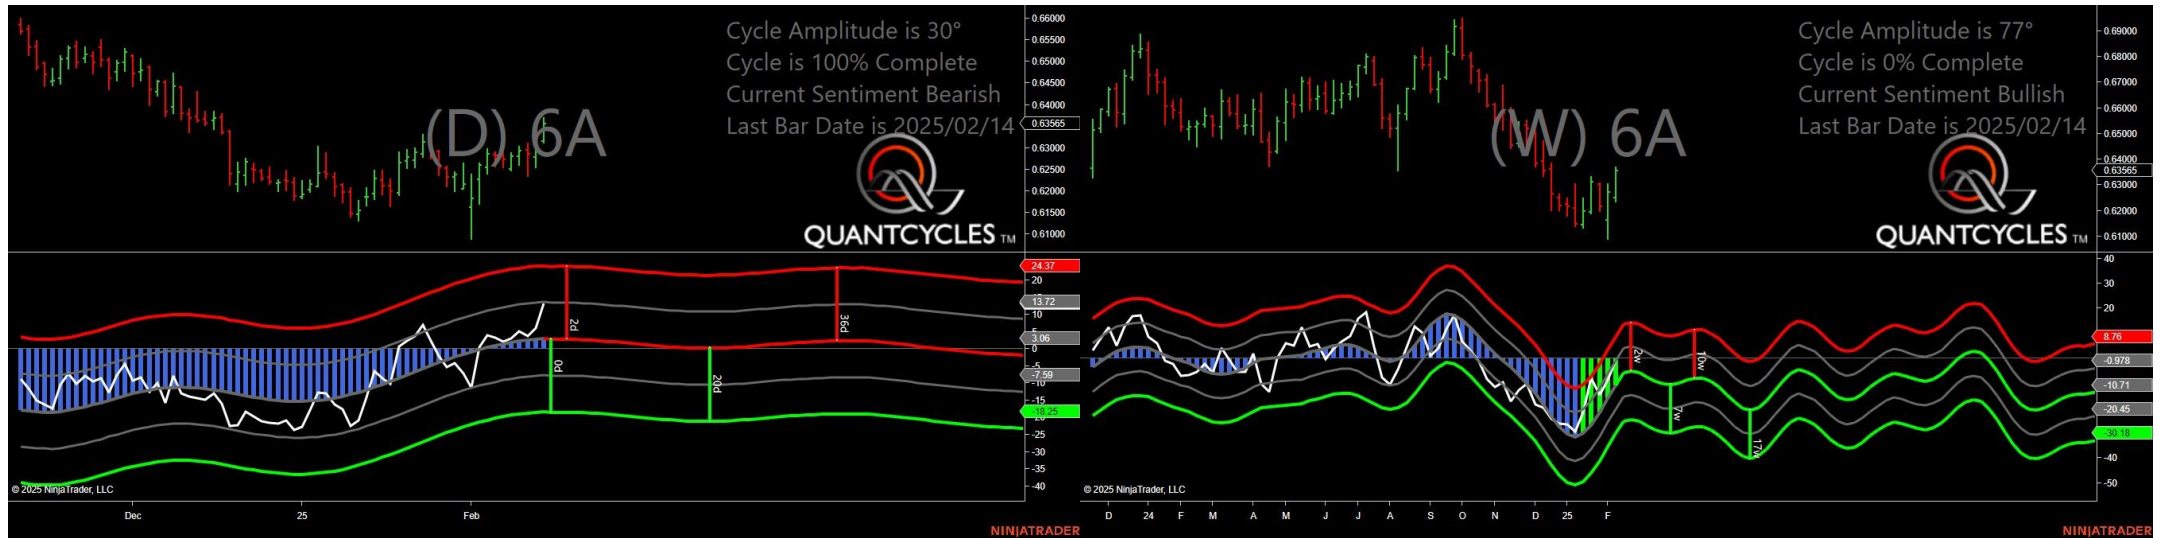 Cycle Amplitude is 30°
Cycle is 100% Complete
Current Sentiment Bearish
Last Bar Date is 2025/02/14
(D) 6A
QUANTCYCLES TM
0.66000
0.65500
0.65000
0.64500
0.64000
0.63565
0.63000
0.62500
0.62000
0.61500
0.61000
24.37
20
13.72
10
5
3.06
0
-5
-7.59
-10
-15
-18.25
-20
-25
-30
-35
-40
2d
36d
0d
20d
© 2025 NinjaTrader, LLC
Dec
25
Feb
NINJATRADER
Cycle Amplitude is 77°
Cycle is 0% Complete
Current Sentiment Bullish
Last Bar Date is 2025/02/14
(W) 6A
QUANTCYCLES TM
0.69000
0.68000
0.67000
0.66000
0.65000
0.64000
0.63565
0.63000
0.62000
0.61000
40
30
20
8.76
-0.978
-10.71
-20.45
-30.18
-40
-50
2w
10w
7w
17w
© 2025 NinjaTrader, LLC
D
24
F
M
A
M
J
J
A
S
O
N
D
25
F
NINJATRADER